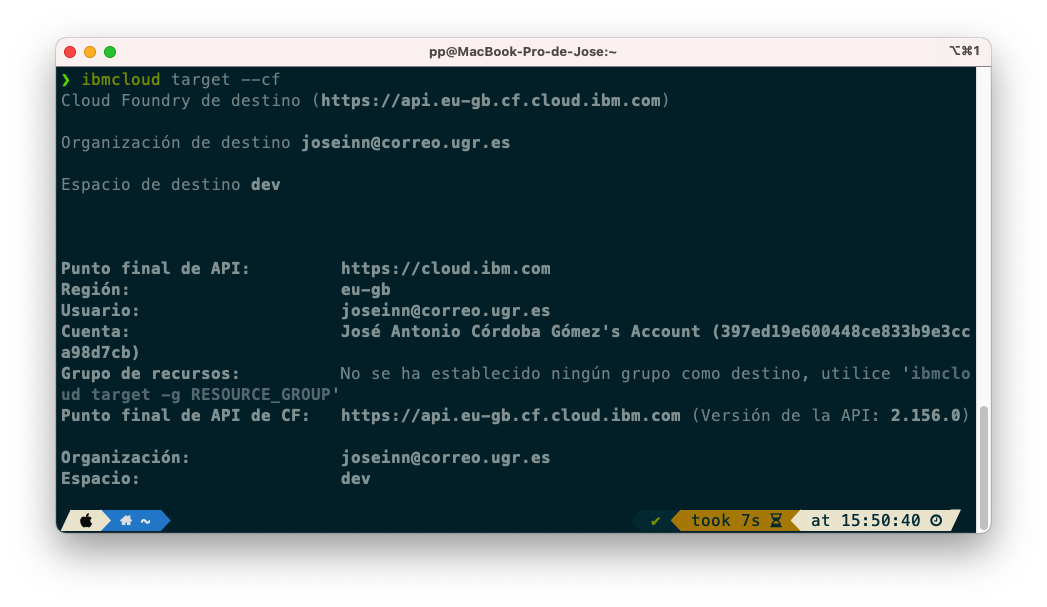 pp@MacBook-Pro-de-Jose:~
⌥⌘1
❯ ibmcloud target --cf
Cloud Foundry de destino (https://api.eu-gb.cf.cloud.ibm.com)
Organización de destino joseinn@correo.ugr.es
Espacio de destino dev
Punto final de API: https://cloud.ibm.com
Región: eu-gb
Usuario: joseinn@correo.ugr.es
Cuenta: José Antonio Córdoba Gómez's Account (397ed19e600448ce833b9e3cc
a98d7cb)
Grupo de recursos: No se ha establecido ningún grupo como destino, utilice 'ibmclo
ud target -g RESOURCE_GROUP'
Punto final de API de CF: https://api.eu-gb.cf.cloud.ibm.com (Versión de la API: 2.156.0)
Organización: joseinn@correo.ugr.es
Espacio: dev
~ ✔ took 7s at 15:50:40